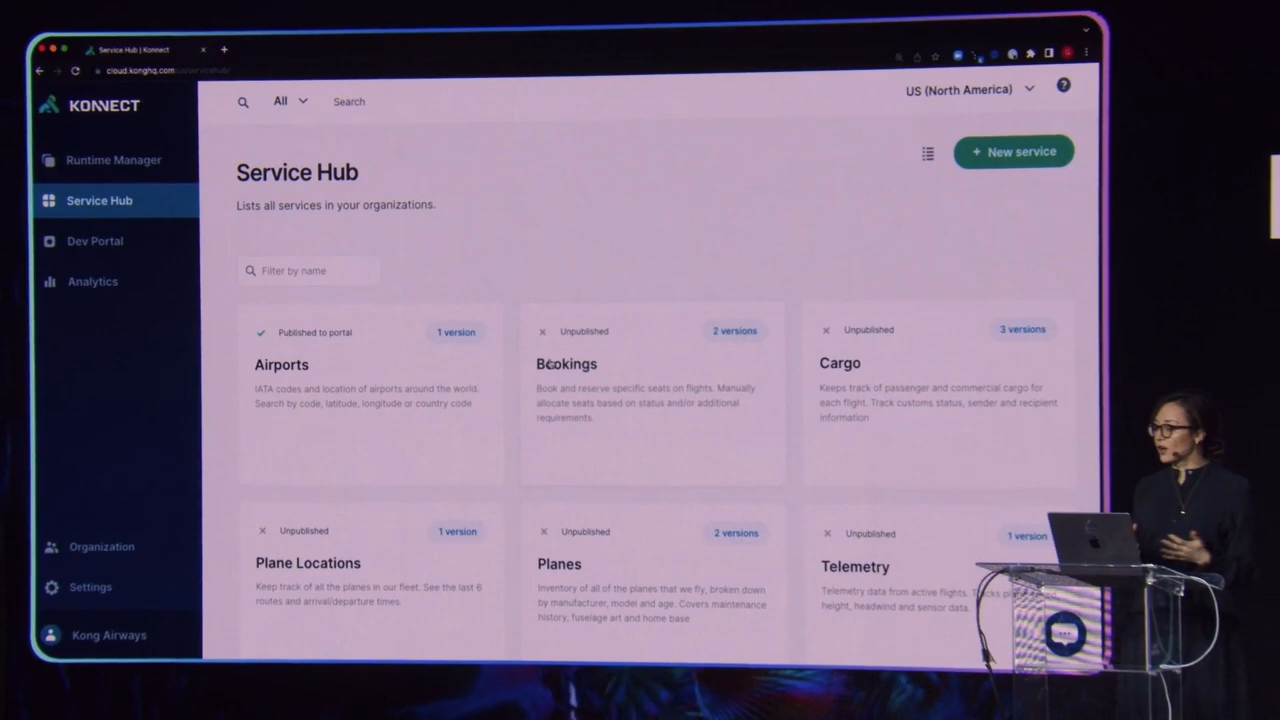 Service Hub | Konnect
cloud.konghq.com
KONNECT
All
Search
US (North America)
Runtime Manager
Service Hub
Dev Portal
Analytics
Organization
Settings
Kong Airways
Service Hub
+ New service
Lists all services in your organizations.
Filter by name
Published to portal
1 version
Airports
IATA codes and location of airports around the world.
Search by code, latitude, longitude or country code
Unpublished
2 versions
Bookings
Book and reserve specific seats on flights. Manually
allocate seats based on status and/or additional
requirements.
Unpublished
3 versions
Cargo
Keeps track of passenger and commercial cargo for
each flight. Track customs status, sender and recipient
information
Unpublished
1 version
Plane Locations
Keep track of all the planes in our fleet. See the last 6
routes and arrival/departure times.
Unpublished
2 versions
Planes
Inventory of all of the planes that we fly, broken down
by manufacturer, model and age. Covers maintenance
history, fuselage art and home base
Unpublished
1 version
Telemetry
Telemetry data from active flights. Tracks
height, headwind and sensor data.